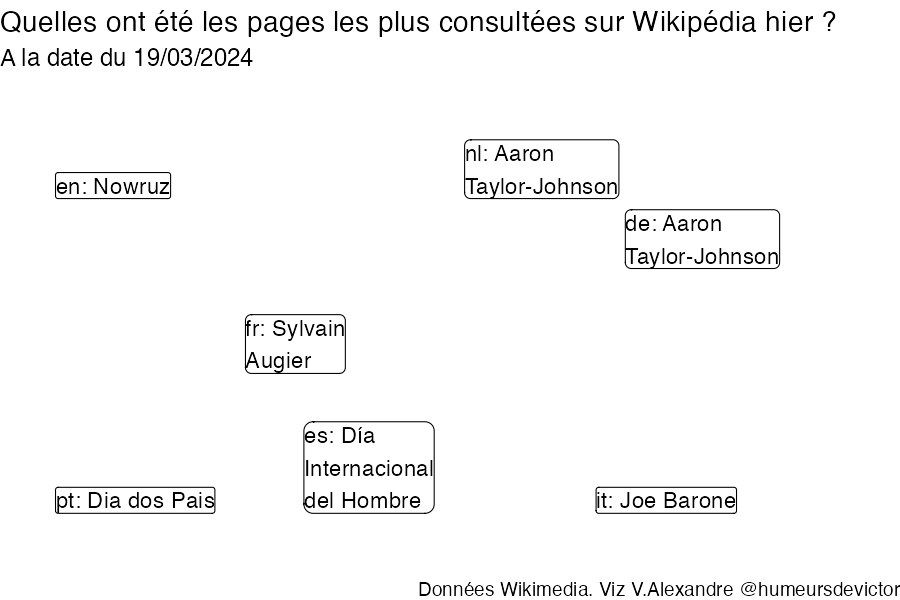 Quelles ont été les pages les plus consultées sur Wikipédia hier ?
A la date du 19/03/2024
nl: Aaron
Taylor-Johnson
en: Nowruz
de: Aaron
Taylor-Johnson
fr: Sylvain
Augier
es: Día
Internacional
del Hombre
pt: Dia dos Pais
it: Joe Barone
Données Wikimedia. Viz V.Alexandre @humeursdevictor